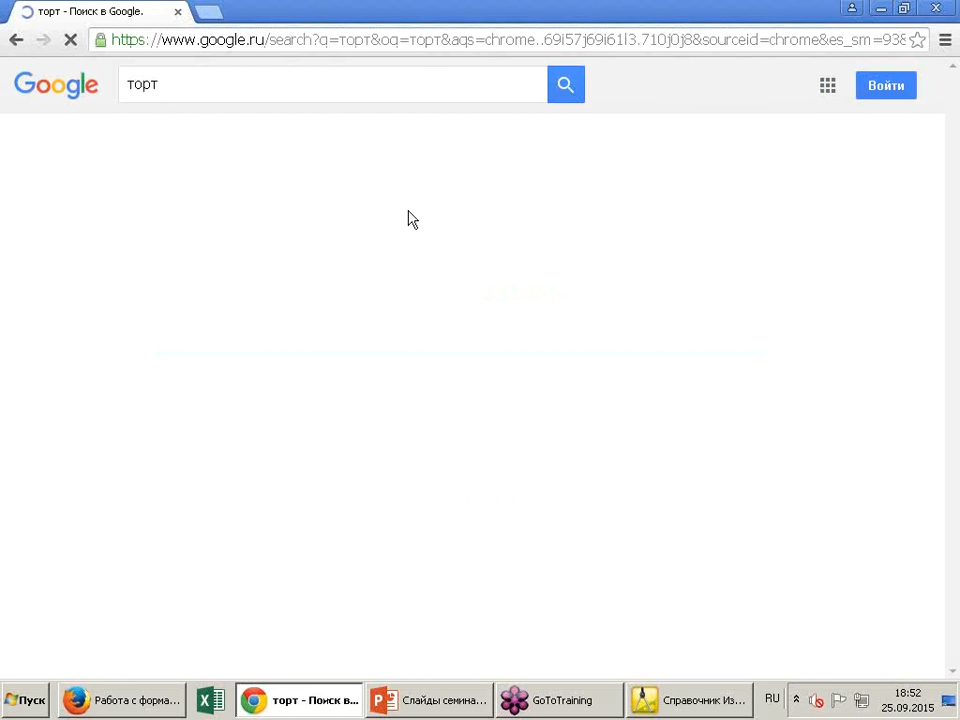 торт - Поиск в Google.
https://www.google.ru/search?q=торт&oq=торт&aqs=chrome..69i57j69i61l3.710j0j8&sourceid=chrome&es_sm=938
Google
торт
Войти
Пуск
Работа с форма...
торт - Поиск в...
Слайды семина...
GoToTraining
Справочник Из...
RU
18:52
25.09.2015